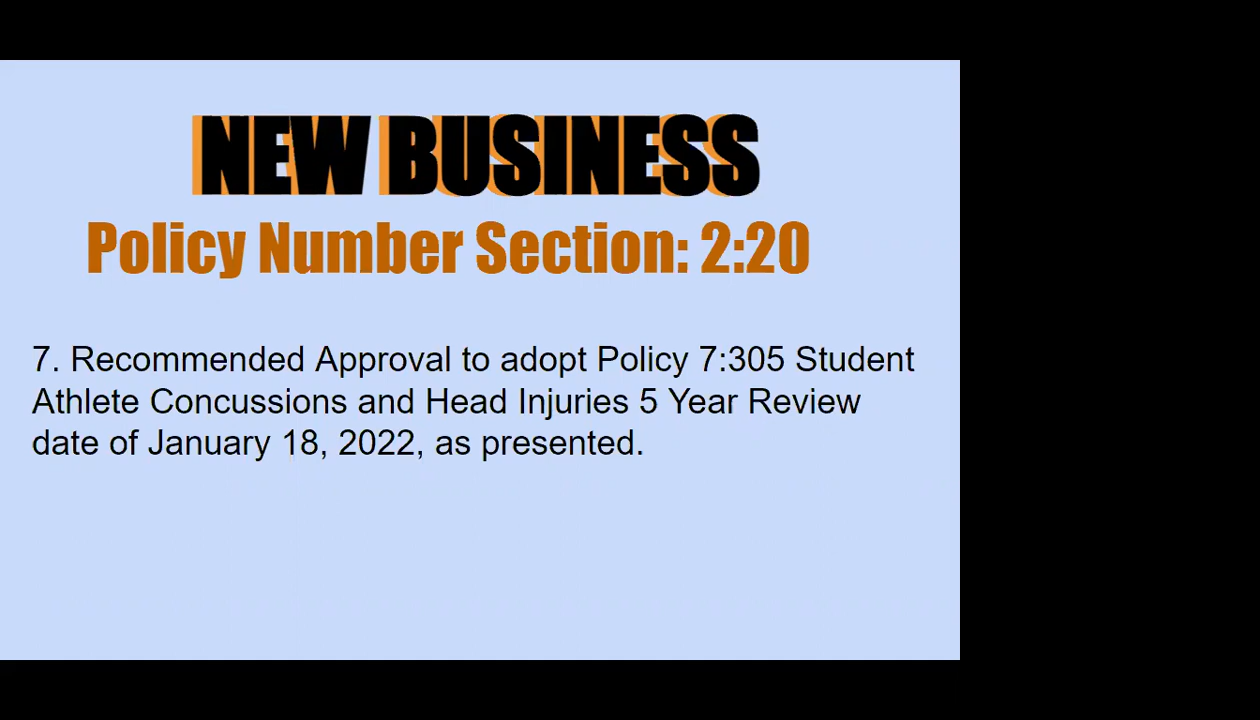 NEW BUSINESS
Policy Number Section: 2:20
7. Recommended Approval to adopt Policy 7:305 Student
Athlete Concussions and Head Injuries 5 Year Review
date of January 18, 2022, as presented.